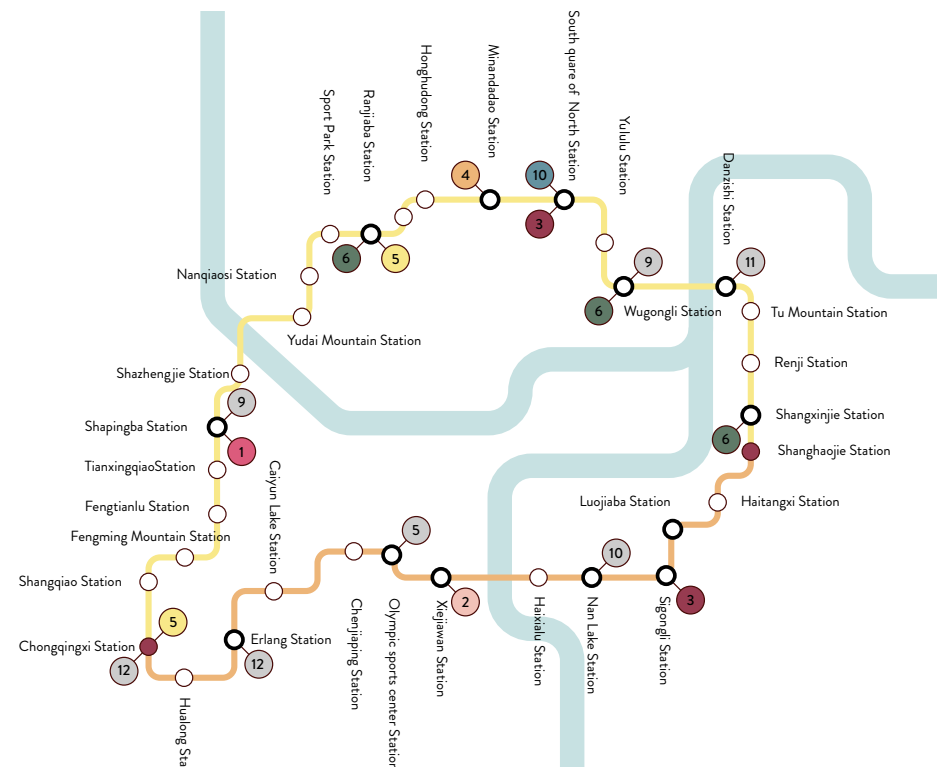 South quare of North Station
Minandadao Station
Honghudong Station
Ranjiaba Station
Sport Park Station
Yululu Station
Danzishi Station
4
10
3
6
5
9
11
6
Nanqiaosi Station
Wugongli Station
Tu Mountain Station
Yudai Mountain Station
Renji Station
Shazhengjie Station
9
Shapingba Station
1
Shangxinjie Station
6
Shanghaojie Station
TianxingqiaoStation
Caiyun Lake Station
Fengtianlu Station
Luojiaba Station
Haitangxi Station
Fengming Mountain Station
5
10
Shangqiao Station
2
3
5
Chongqingxi Station
12
Erlang Station
12
Chenjiaping Station
Olympic sports center Station
Xiejiawan Station
Haixialu Station
Nan Lake Station
Sigongli Station
Hualong Sta